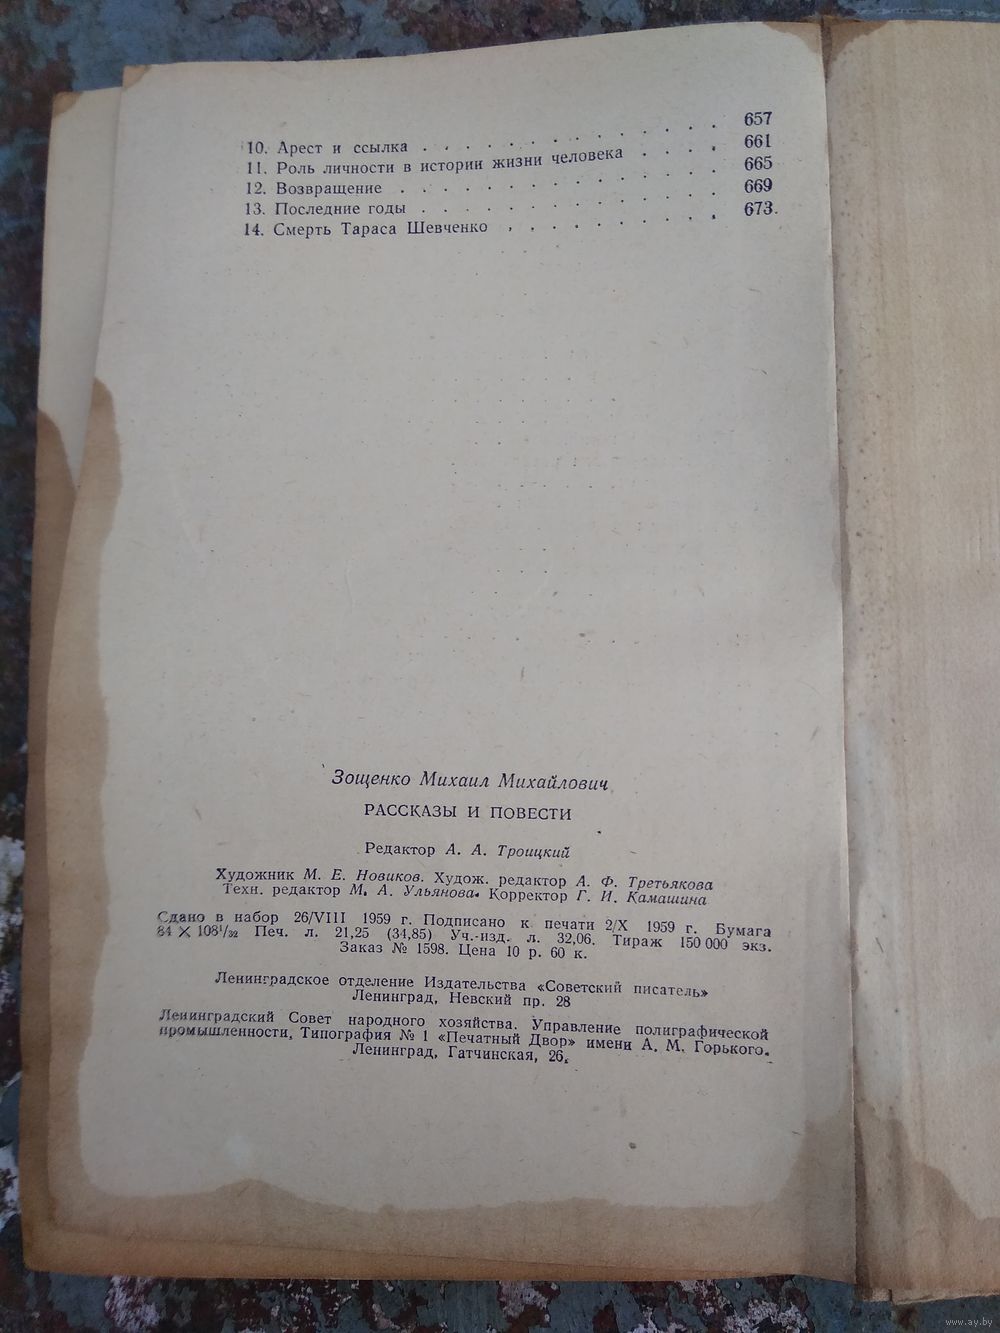 10. Арест и ссылка . . . . . . . . . . . . . . 657
11. Роль личности в истории жизни человека . . . . 661
12. Возвращение . . . . . . . . . . . . . . . 665
13. Последние годы . . . . . . . . . . . . . . 669
14. Смерть Тараса Шевченко . . . . . . . . . . 673
Зощенко Михаил Михайлович
РАССКАЗЫ И ПОВЕСТИ
Редактор А. А. Троицкий
Художник М. Е. Новиков. Худож. редактор А. Ф. Третьякова
Техн. редактор М. А. Ульянова. Корректор Г. И. Камашина
Сдано в набор 26/VIII 1959 г. Подписано к печати 2/X 1959 г. Бумага
84 × 108¹/₃₂ Печ. л. 21,25 (34,85) Уч.-изд. л. 32,06. Тираж 150 000 экз.
Заказ № 1598. Цена 10 р. 60 к.
Ленинградское отделение Издательства «Советский писатель»
Ленинград, Невский пр. 28
Ленинградский Совет народного хозяйства. Управление полиграфической
промышленности, Типография № 1 «Печатный Двор» имени А. М. Горького.
Ленинград, Гатчинская, 26.
www.ay.by